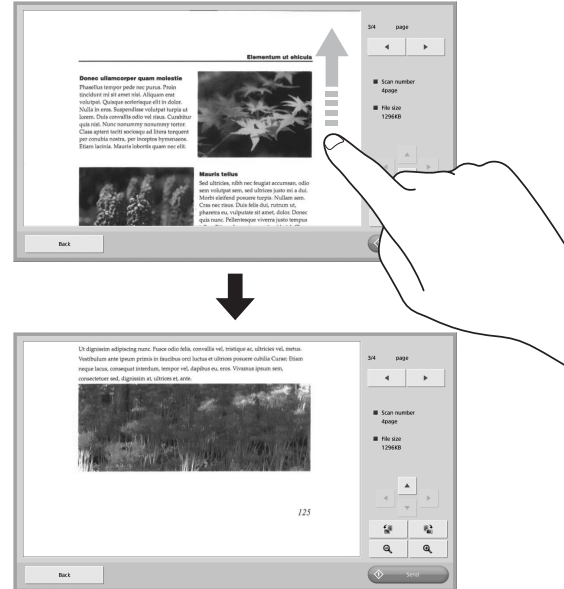 3/4 page
Elementum ut ehicula
Donec ullamcorper quam molestie
Phasellus tempor pede nec purus. Proin
tincidunt mi sit amet nisi. Aliquam erat
volutpat. Quisque scelerisque elit in dolor.
Nulla in eros. Suspendisse volutpat turpis ut
lorem. Duis convallis odio vel risus. Curabitur
quis nisl. Nunc nonummy nonummy tortor.
Class aptent taciti sociosqu ad litora torquent
per conubia nostra, per inceptos hymenaeos.
Etiam lacinia. Mauris lobortis quam nec elit.
Scan number
4page
File size
1296KB
Mauris tellus
Sed ultricies, nibh nec feugiat accumsan, odio
sem volutpat sem, sed ultrices justo mi a dui.
Morbi eleifend posuere turpis. Nullam sem.
Cras nec risus. Duis felis dui, rutrum ut,
pharetra eu, vulputate sit amet, dolor. Donec
quis nunc. Pellentesque viverra justo tempus
Back
Ut dignissim adipiscing nunc. Fusce odio felis, convallis vel, tristique ac, ultricies vel, metus.
Vestibulum ante ipsum primis in faucibus orci luctus et ultrices posuere cubilia Curae; Etiam
neque lacus, consequat interdum, tempor vel, dapibus eu, eros. Vivamus ipsum sem,
consectetuer sed, dignissim at, ultrices et, ante.
3/4 page
Scan number
4page
File size
1296KB
125
Back
Send